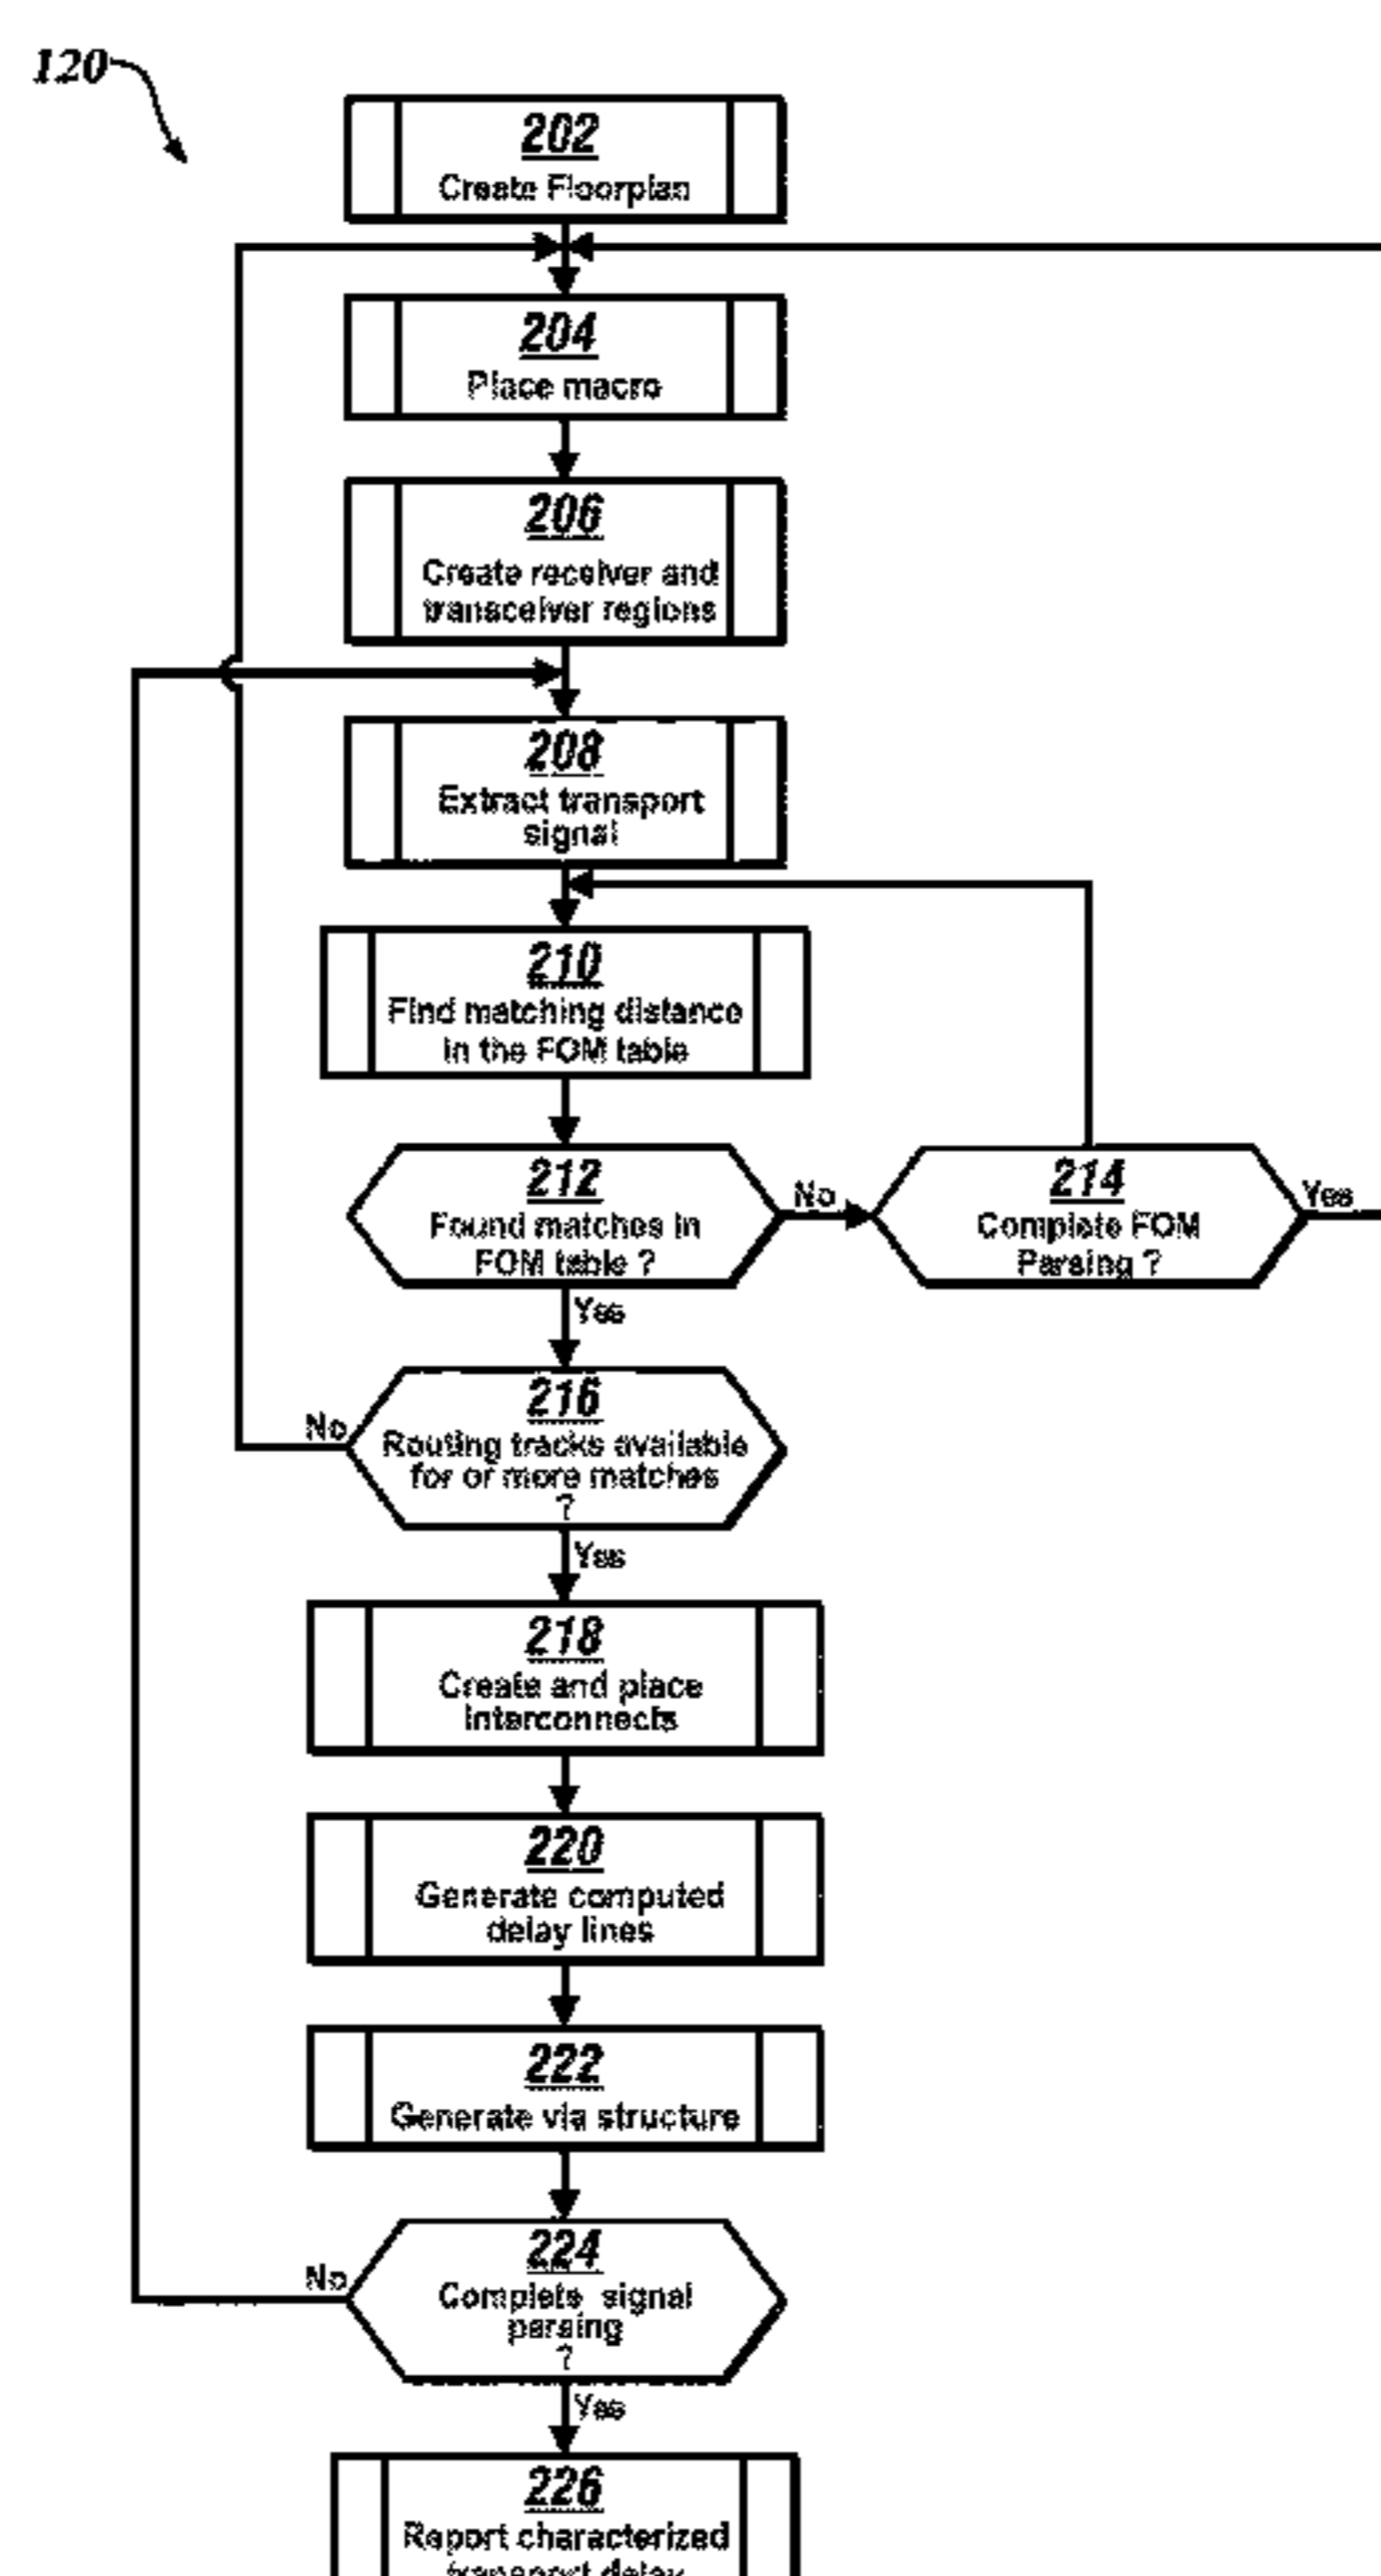 120
202
Create Floorplan
204
Place macro
206
Create receiver and
transceiver regions
208
Extract transport
signal
210
Find matching distance
in the FOM table
212
Found matches in
FOM table ?
No
214
Complete FOM
Parsing ?
Yes
Yes
216
Routing tracks available
for or more matches
?
No
Yes
218
Create and place
interconnects
220
Generate computed
delay lines
222
Generate via structure
224
Complete signal
parsing
?
No
Yes
226
Report characterized
transport delay